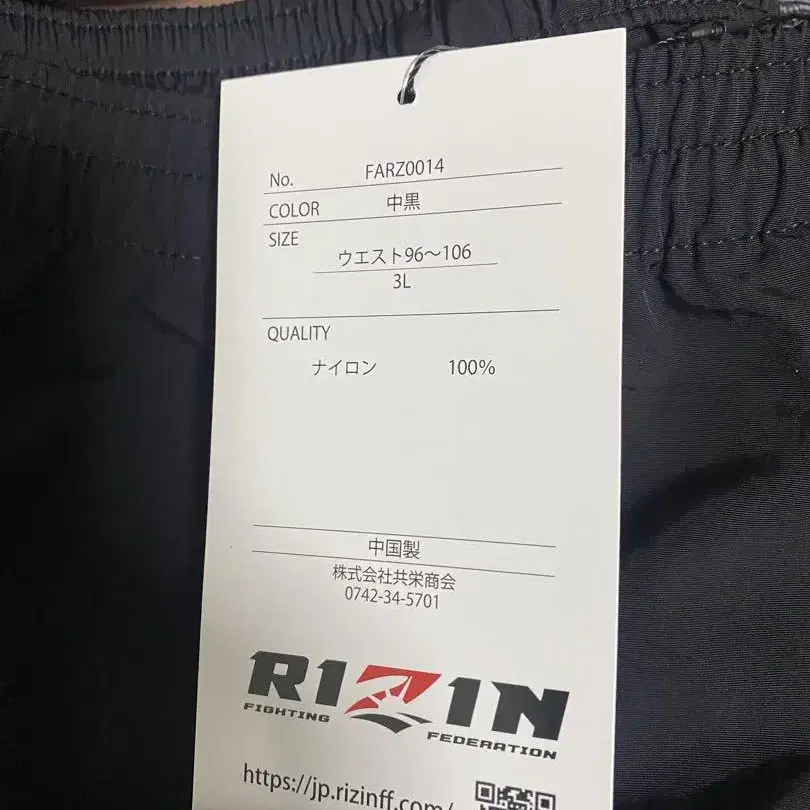 No. FARZ0014
COLOR 中黒
SIZE
ウエスト96～106
3L
QUALITY
ナイロン 100%
中国製
株式会社共栄商会
0742-34-5701
RIZIN
FIGHTING
FEDERATION
https://jp.rizinff.com/